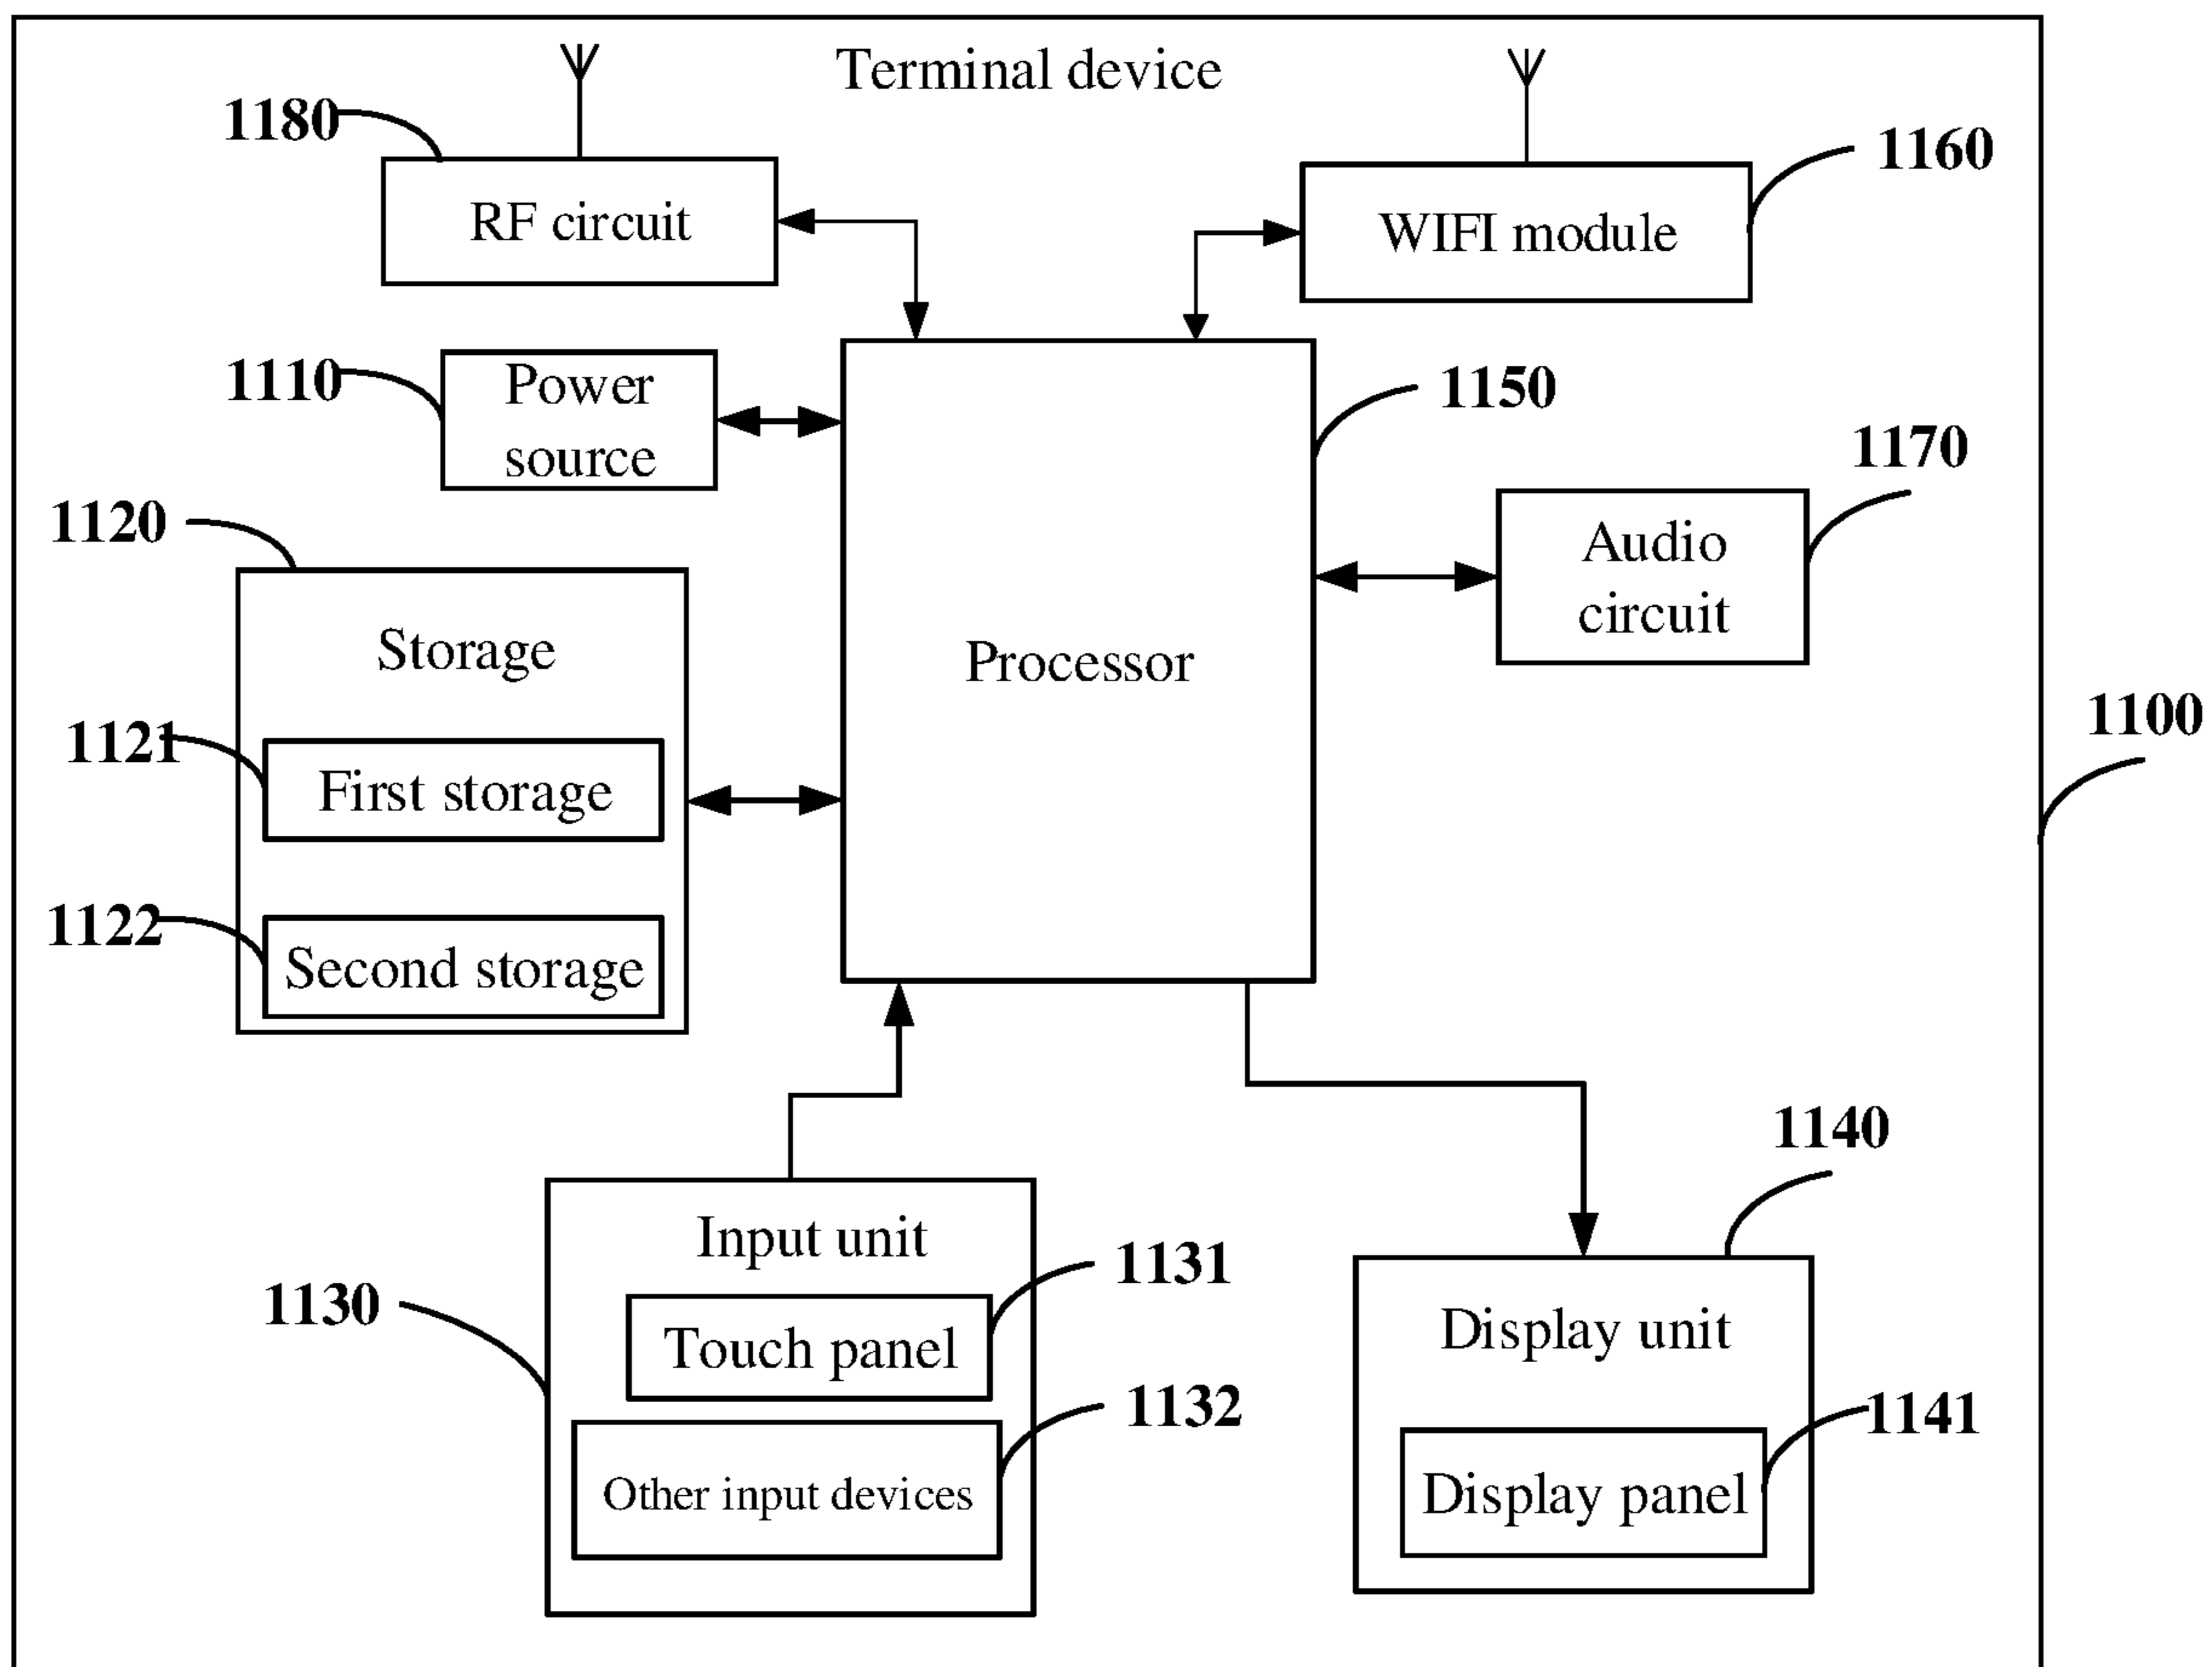 Terminal device
1180
RF circuit
1160
WIFI module
1110
Power
source
1150
1170
Audio
circuit
1120
Storage
Processor
1121
First storage
1100
1122
Second storage
1140
Input unit
1131
1130
Touch panel
Display unit
1132
Other input devices
1141
Display panel